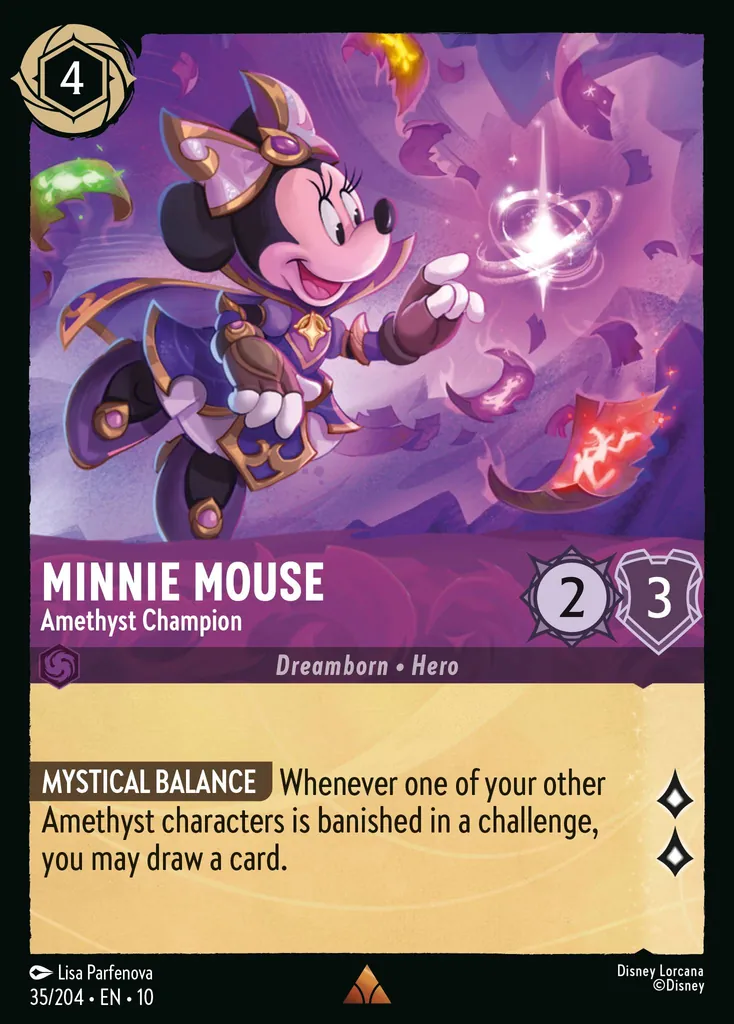 4
MINNIE MOUSE
Amethyst Champion
2
3
Dreamborn • Hero
MYSTICAL BALANCE Whenever one of your other
Amethyst characters is banished in a challenge,
you may draw a card.
Lisa Parfenova
35/204 • EN • 10
Disney Lorcana
©Disney